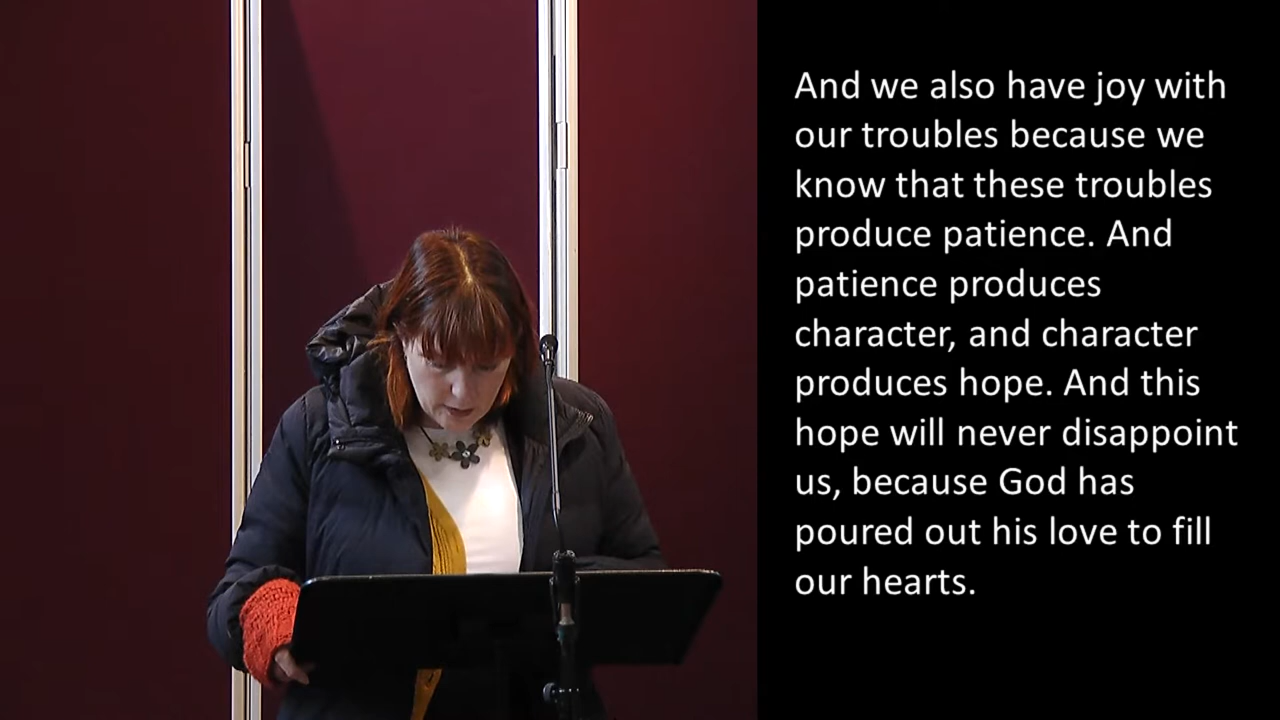 And we also have joy with
our troubles because we
know that these troubles
produce patience. And
patience produces
character, and character
produces hope. And this
hope will never disappoint
us, because God has
poured out his love to fill
our hearts.